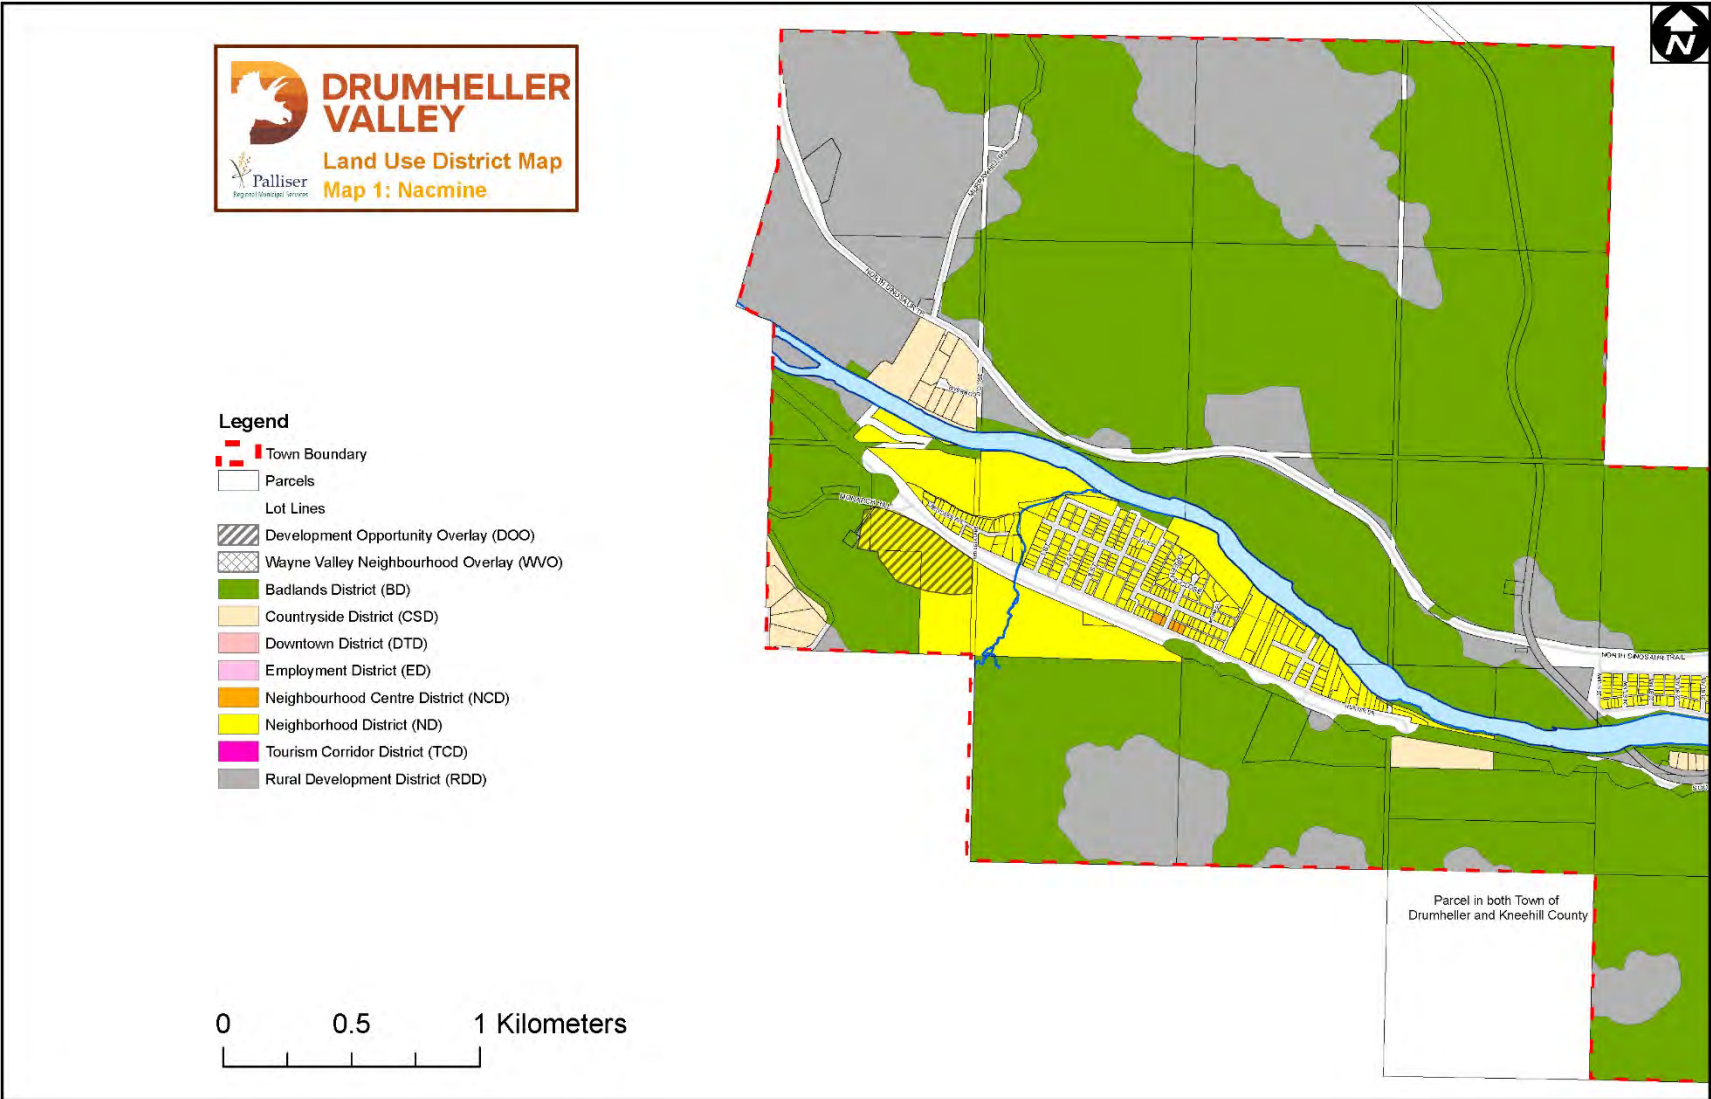 N
DRUMHELLER
VALLEY
Land Use District Map
Map 1: Nacmine
Palliser
Regional Municipal Services
Legend
Town Boundary
Parcels
Lot Lines
Development Opportunity Overlay (DOO)
Wayne Valley Neighbourhood Overlay (WVO)
Badlands District (BD)
Countryside District (CSD)
Downtown District (DTD)
Employment District (ED)
Neighbourhood Centre District (NCD)
Neighborhood District (ND)
Tourism Corridor District (TCD)
Rural Development District (RDD)
NORTH DINOSAUR TRAIL
Parcel in both Town of
Drumheller and Kneehill County
0 0.5 1 Kilometers